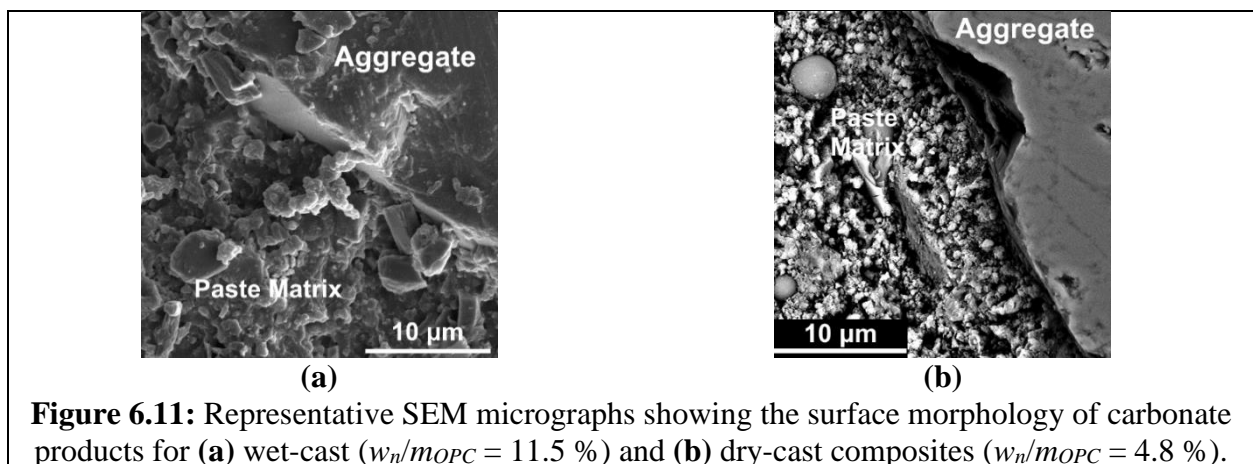 Aggregate
Paste Matrix
10 µm
(a)
Aggregate
Paste
Matrix
10 µm
(b)
Figure 6.11: Representative SEM micrographs showing the surface morphology of carbonate
products for (a) wet-cast (wn/mOPC = 11.5 %) and (b) dry-cast composites (wn/mOPC = 4.8 %).